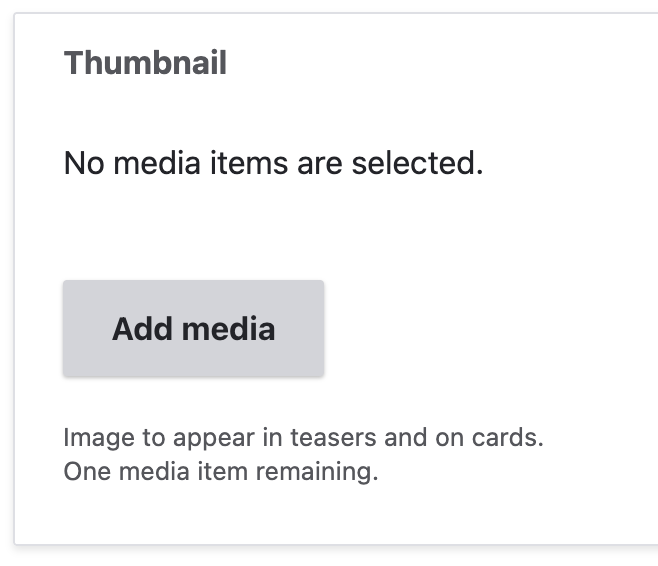 Thumbnail
No media items are selected.
Add media
Image to appear in teasers and on cards.
One media item remaining.